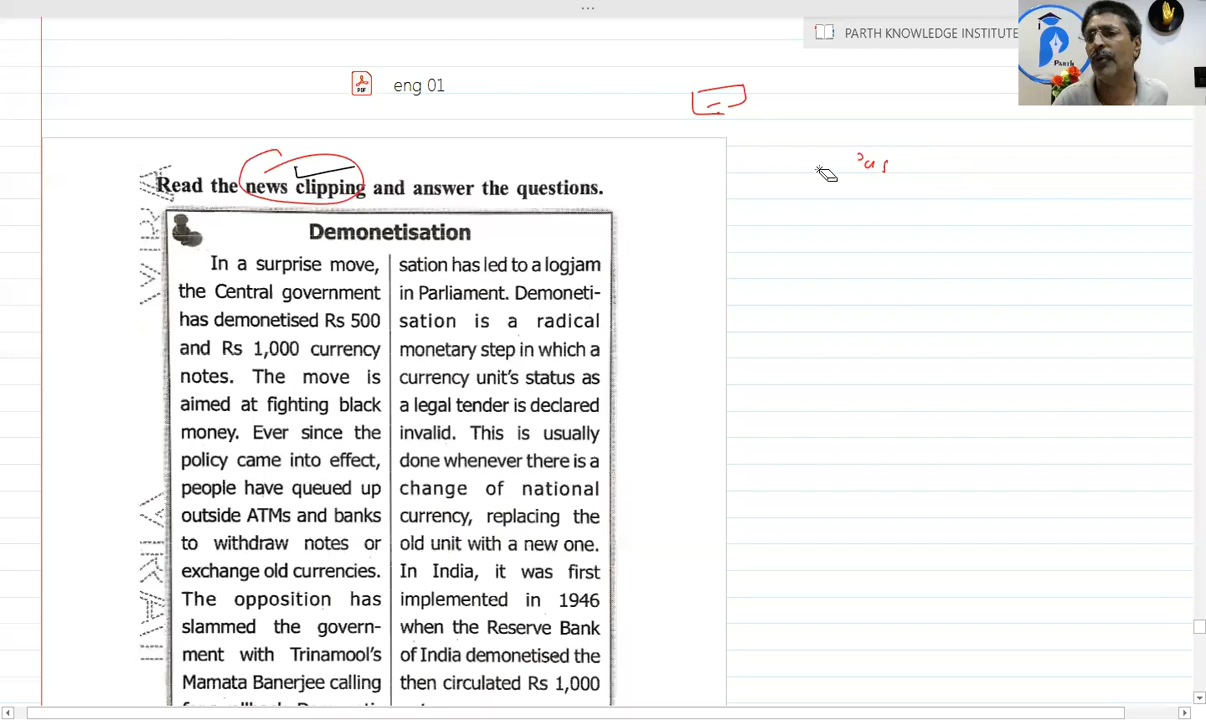 PARTH KNOWLEDGE INSTITUTE
PARTH
eng 01
Read the news clipping and answer the questions.
Demonetisation
In a surprise move,
the Central government
has demonetised Rs 500
and Rs 1,000 currency
notes. The move is
aimed at fighting black
money. Ever since the
policy came into effect,
people have queued up
outside ATMs and banks
to withdraw notes or
exchange old currencies.
The opposition has
slammed the govern-
ment with Trinamool's
Mamata Banerjee calling
sation has led to a logjam
in Parliament. Demoneti-
sation is a radical
monetary step in which a
currency unit's status as
a legal tender is declared
invalid. This is usually
done whenever there is a
change of national
currency, replacing the
old unit with a new one.
In India, it was first
implemented in 1946
when the Reserve Bank
of India demonetised the
then circulated Rs 1,000